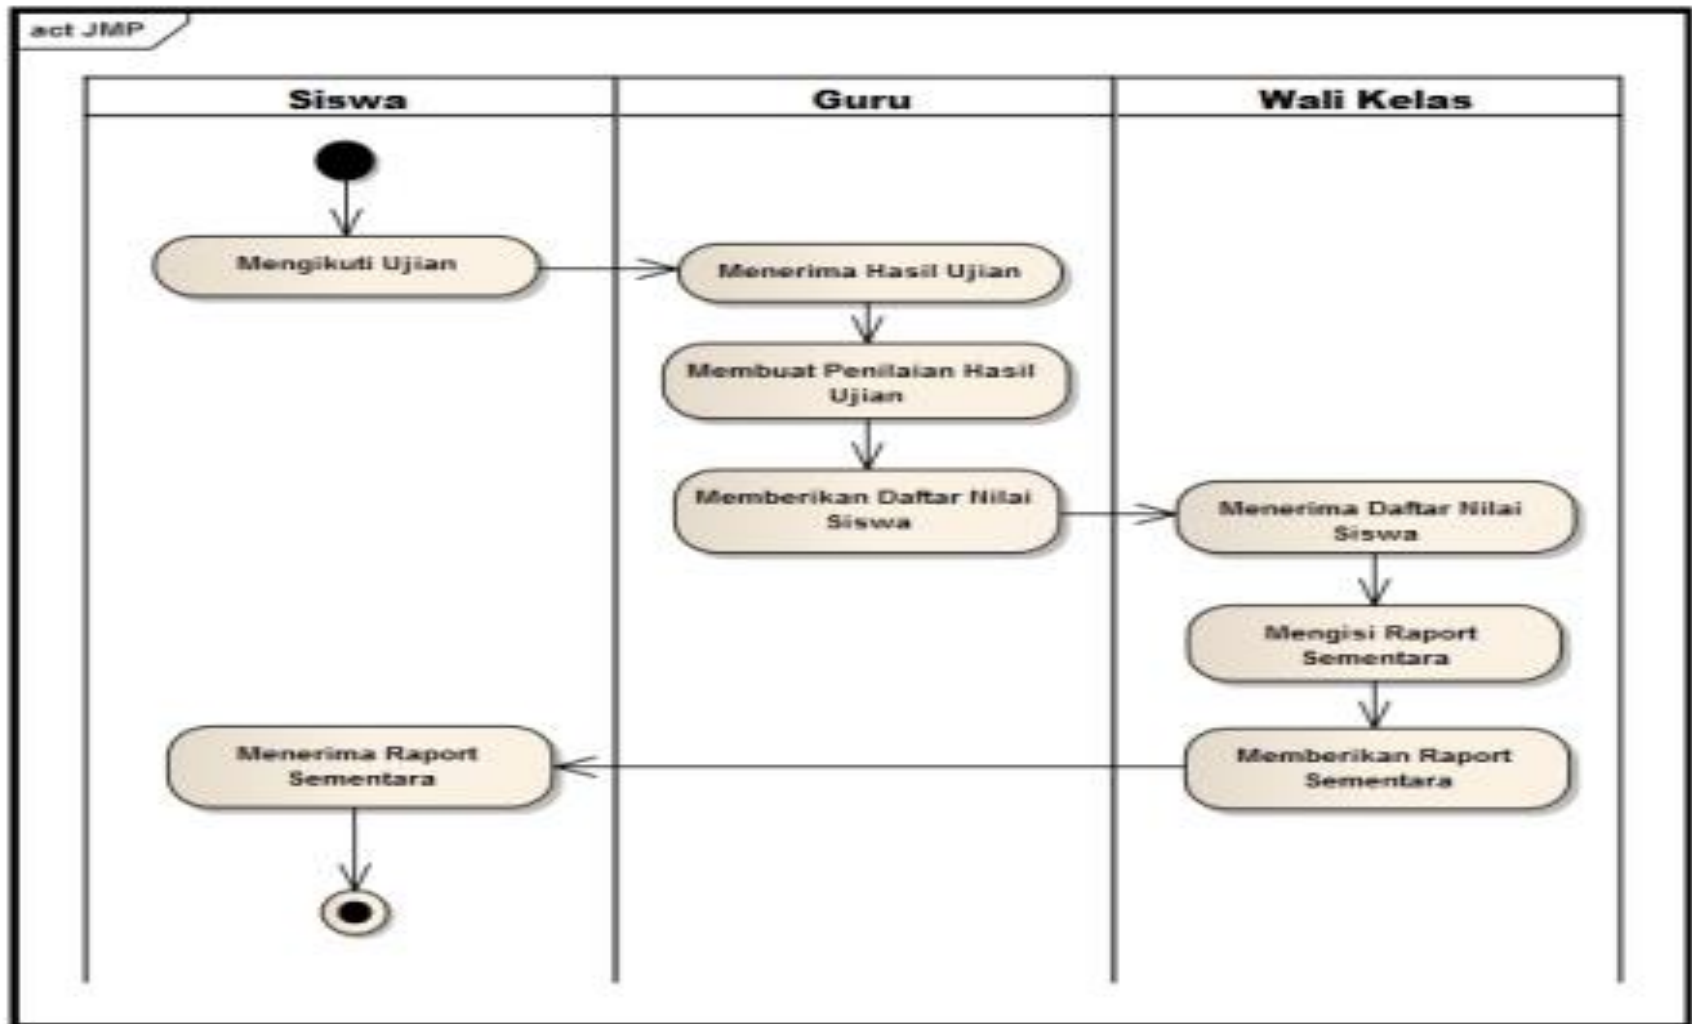 act JMP
Siswa
Guru
Wali Kelas
Mengikuti Ujian
Menerima Hasil Ujian
Membuat Penilaian Hasil
Ujian
Memberikan Daftar Nilai
Siswa
Menerima Daftar Nilai
Siswa
Mengisi Raport
Sementara
Memberikan Raport
Sementara
Menerima Raport
Sementara